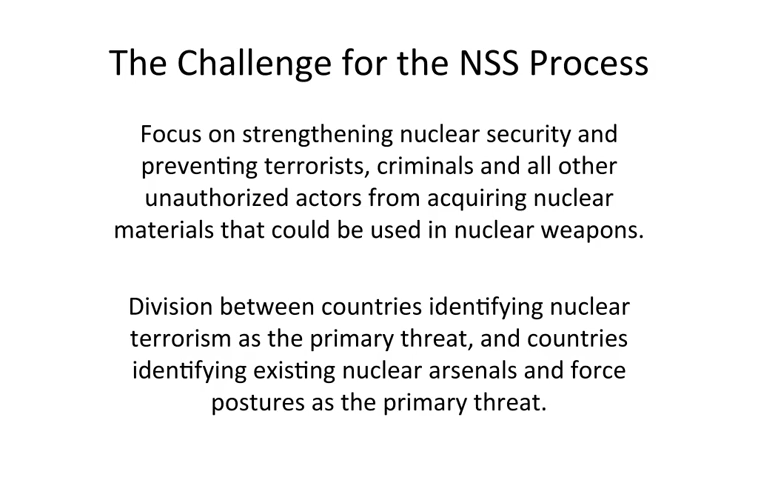 The Challenge for the NSS Process
Focus on strengthening nuclear security and
preventing terrorists, criminals and all other
unauthorized actors from acquiring nuclear
materials that could be used in nuclear weapons.
Division between countries identifying nuclear
terrorism as the primary threat, and countries
identifying existing nuclear arsenals and force
postures as the primary threat.